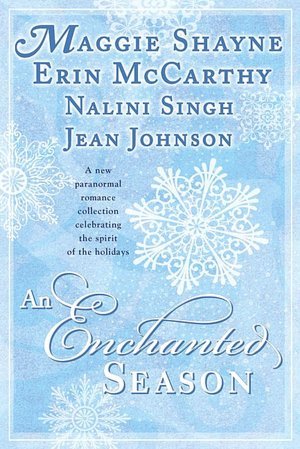 MAGGIE SHAYNE
ERIN MCCARTHY
NALINI SINGH
JEAN JOHNSON
A new
paranormal
romance
collection
celebrating
the spirit
of the holidays
An
Enchanted
SEASON